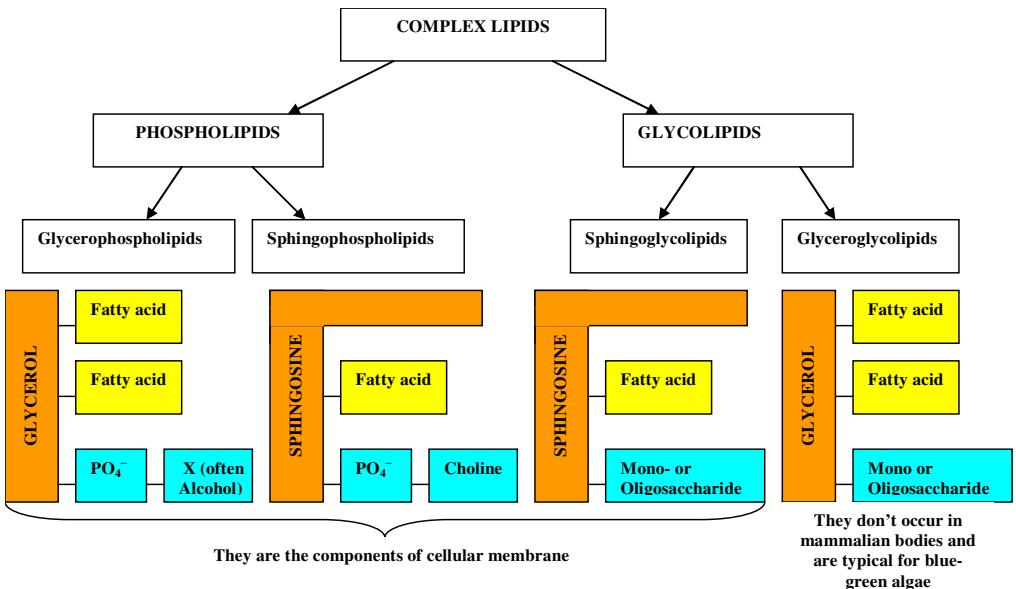 COMPLEX LIPIDS
PHOSPHOLIPIDS
GLYCOLIPIDS
Glycerophospholipids
Sphingophospholipids
Sphingoglycolipids
Glyceroglycolipids
GLYCEROL
Fatty acid
Fatty acid
PO₄⁻
X (often
Alcohol)
SPHINGOSINE
Fatty acid
PO₄⁻
Choline
SPHINGOSINE
Fatty acid
Mono- or
Oligosaccharide
GLYCEROL
Fatty acid
Fatty acid
Mono or
Oligosaccharide
They are the components of cellular membrane
They don’t occur in
mammalian bodies and
are typical for blue-
green algae